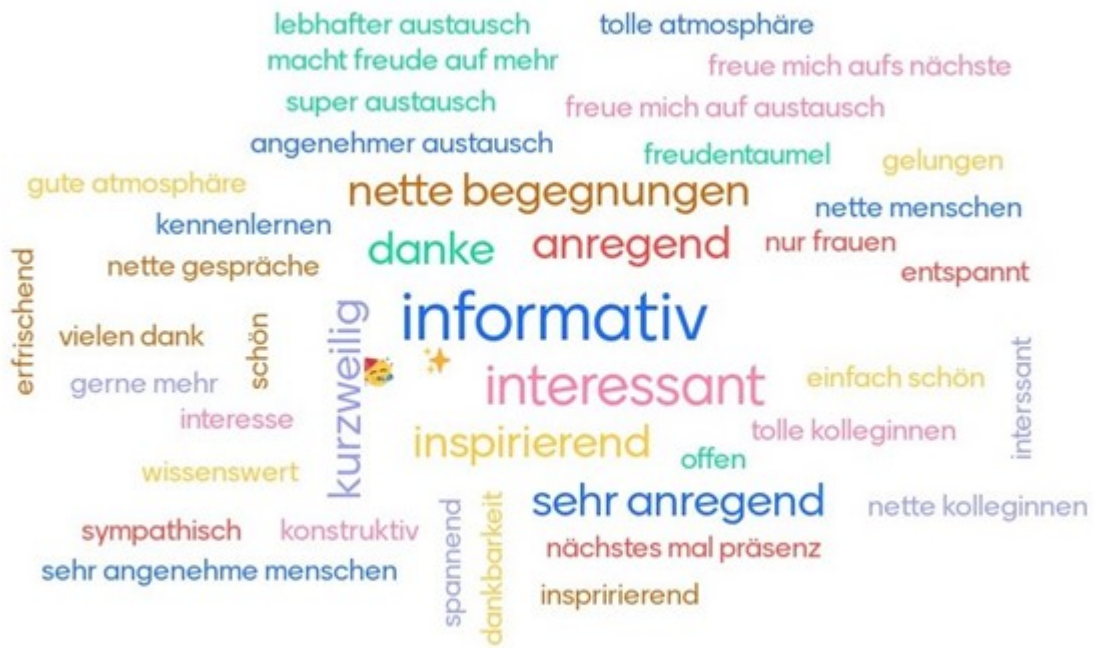 lebhafter austausch
tolle atmosphäre
macht freude auf mehr
freue mich aufs nächste
super austausch
freue mich auf austausch
angenehmer austausch
freudentaumel
gelungen
gute atmosphäre
nette begegnungen
nette menschen
kennenlernen
danke
anregend
nur frauen
nette gespräche
entspannt
erfrischend
informativ
vielen dank
schön
kurzweilig
gerne mehr
interessant
einfach schön
interssant
interesse
inspirierend
tolle kolleginnen
offen
wissenswert
sehr anregend
nette kolleginnen
sympathisch
konstruktiv
nächstes mal präsenz
sehr angenehme menschen
spannend
dankbarkeit
inspririerend